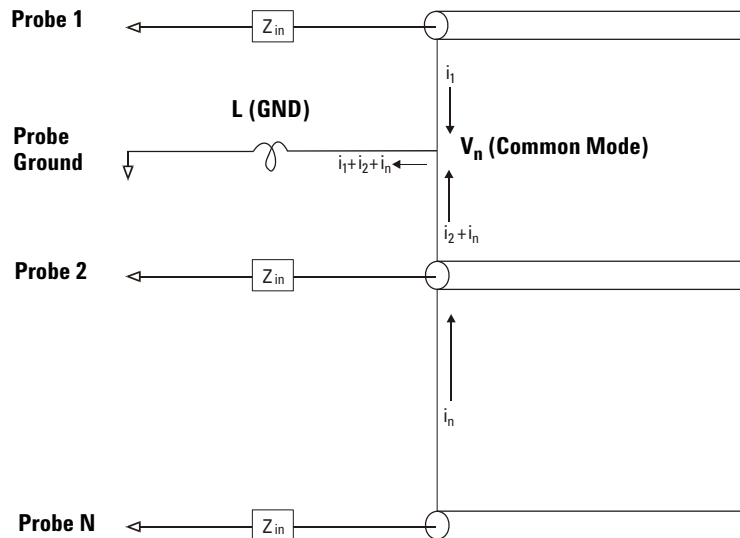 Probe 1
Zin
i1
L (GND)
Probe
Ground
Vn (Common Mode)
i1+i2+in
i2+in
Probe 2
Zin
in
Probe N
Zin